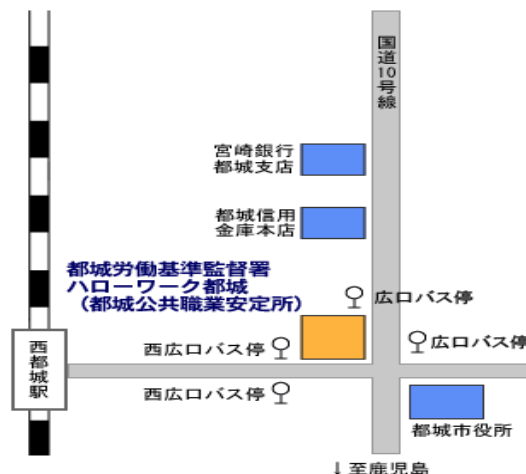 国道10号線
宮崎銀行
都城支店
都城信用
金庫本店
都城労働基準監督署
ハローワーク都城
(都城公共職業安定所)
広口バス停
西都城駅
西広口バス停
広口バス停
西広口バス停
都城市役所
↓至鹿児島